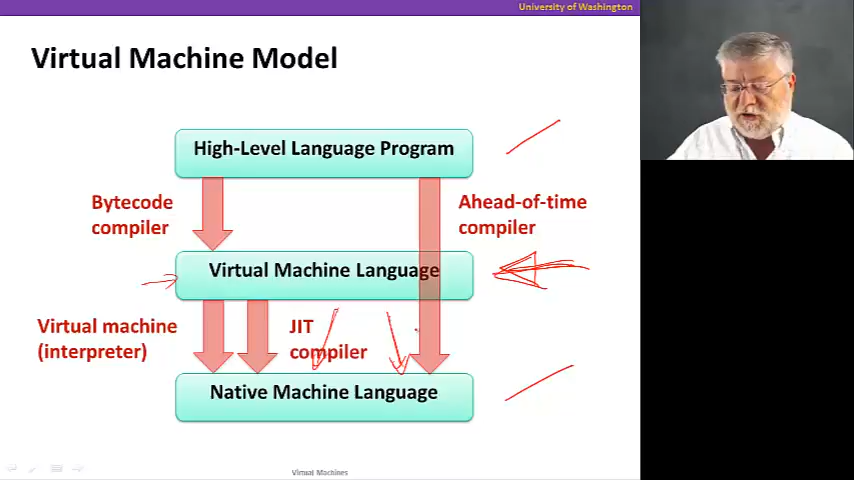 University of Washington
Virtual Machine Model
High-Level Language Program
Bytecode
compiler
Ahead-of-time
compiler
Virtual Machine Language
Virtual machine
(interpreter)
JIT
compiler
Native Machine Language
Virtual Machines